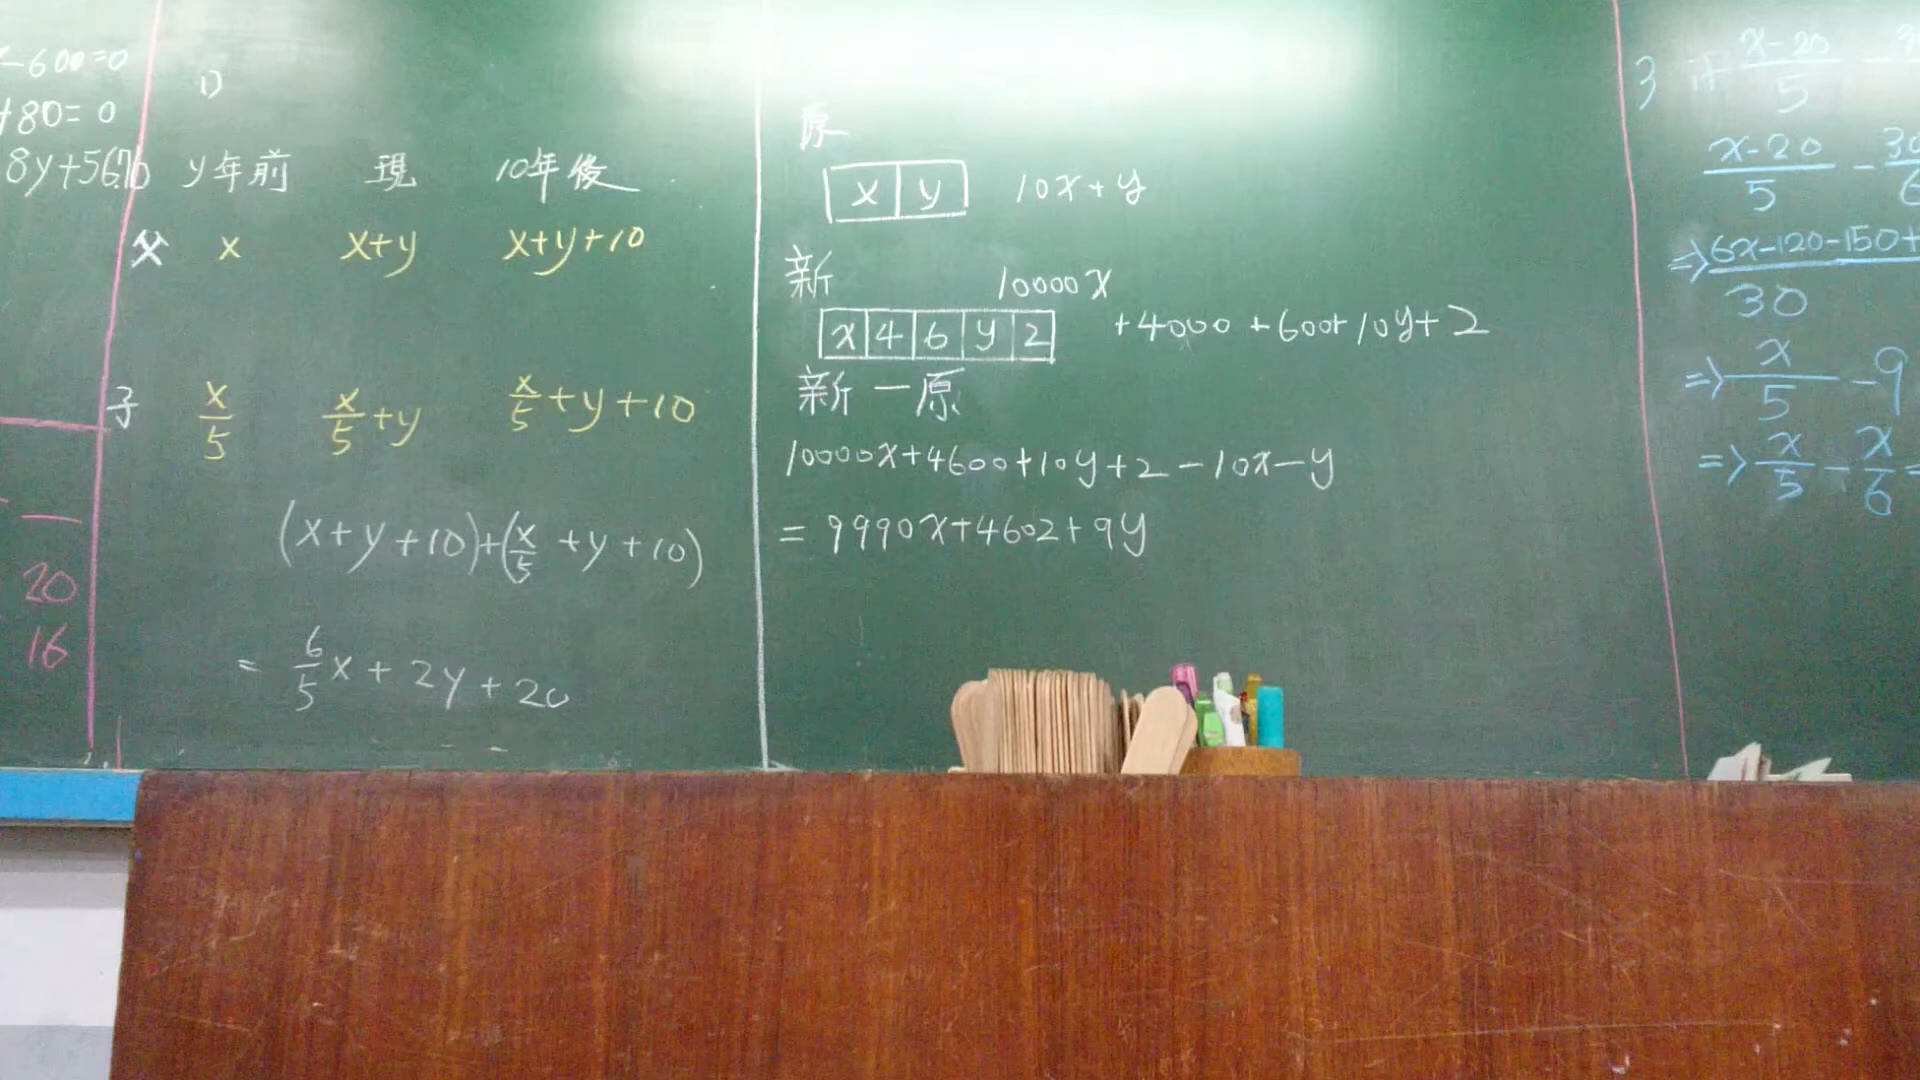 -600=0
+80=0
8y+5670
20
16
1)
y年前 現 10年後
父 x x+y x+y+10
子 x/5 x/5+y x/5+y+10
(x+y+10)+(x/5+y+10)
= 6/5x+2y+20
原
x y 10x+y
新 10000x
x 4 6 y 2 +4000+600+10y+2
新-原
10000x+4600+10y+2-10x-y
=9990x+4602+9y
3 x-20/5 -
x-20/5 - 30/6
=> 6x-120-150+/30
=> x/5 -9
=> x/5 - x/6 =